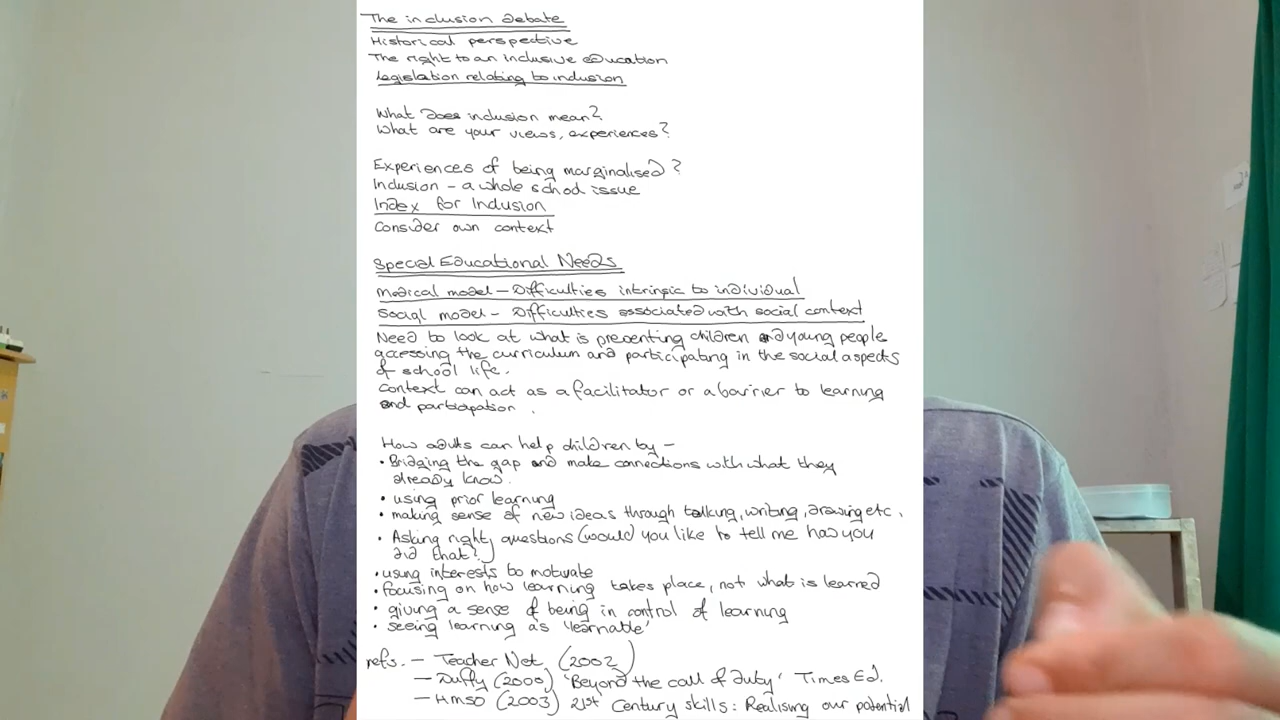 The inclusion debate
Historical perspective
The right to an inclusive education
Legislation relating to inclusion
What does inclusion mean?
What are your views, experiences?
Experiences of being marginalised?
Inclusion - a whole school issue
Index for Inclusion
Consider own context
Special Educational Needs
Medical model - Difficulties intrinsic to individual
Social model - Difficulties associated with social context
Need to look at what is preventing children and young people
accessing the curriculum and participating in the social aspects
of school life.
Context can act as a facilitator or a barrier to learning
and participation.
How adults can help children by -
• Bridging the gap and make connections with what they
already know.
• using prior learning
• making sense of new ideas through talking, writing, drawing etc.
• Asking right questions (would you like to tell me how you
did that?)
• using interests to motivate
• focusing on how learning takes place, not what is learned
• giving a sense of being in control of learning
• seeing learning as 'learnable'
refs. - Teacher Net, (2002)
- Duffy (2000) 'Beyond the call of duty' Times Ed.
- HMSO (2003) 21st Century skills: Realising our potential